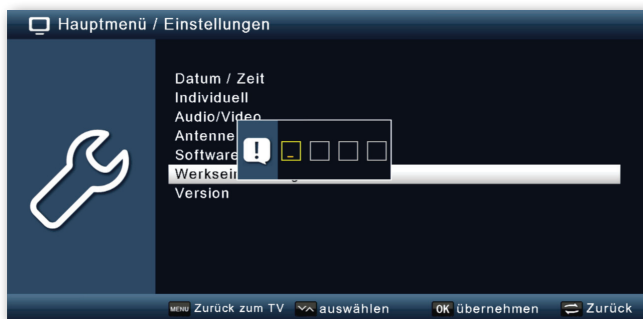 Hauptmenü / Einstellungen
Datum / Zeit
Individuell
Audio/Video
Antenne
Software
Werksein
Version
MENU Zurück zum TV auswählen OK übernehmen Zurück